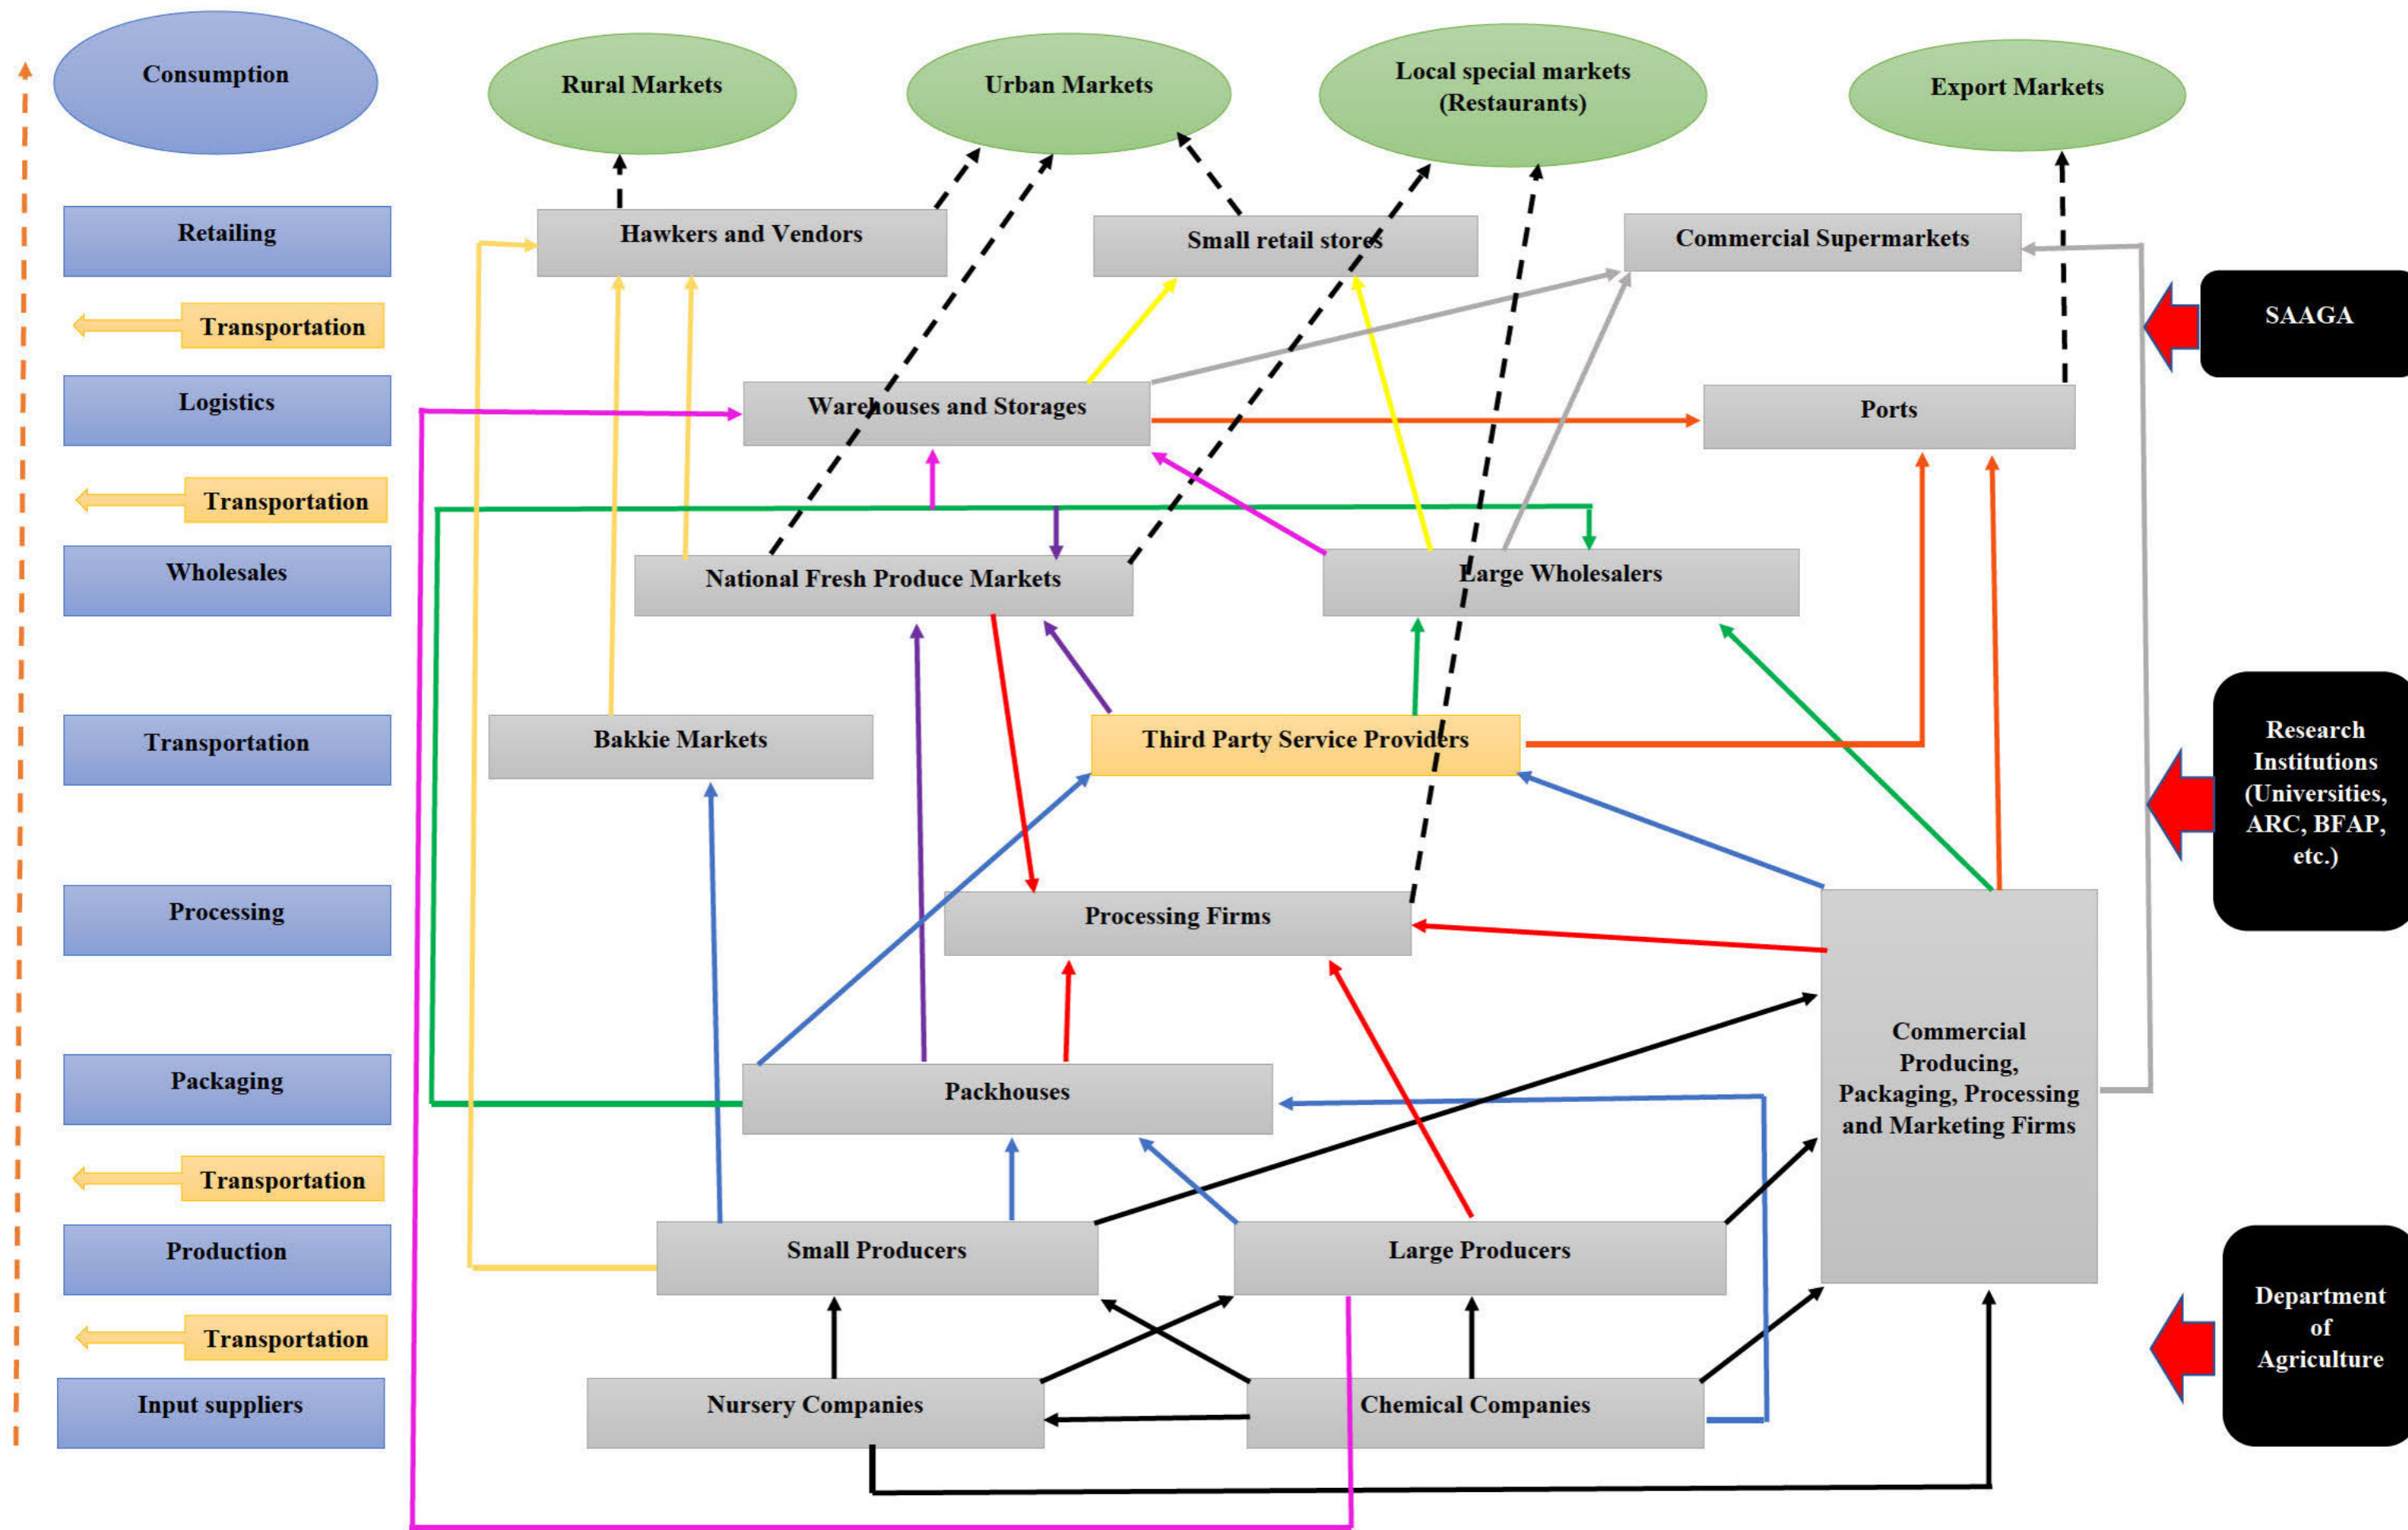 Consumption
Rural Markets
Urban Markets
Local special markets
(Restaurants)
Export Markets
Retailing
Hawkers and Vendors
Small retail stores
Commercial Supermarkets
Transportation
SAAGA
Logistics
Warehouses and Storages
Ports
Transportation
Wholesales
National Fresh Produce Markets
Large Wholesalers
Transportation
Bakkie Markets
Third Party Service Providers
Research
Institutions
(Universities,
ARC, BFAP,
etc.)
Processing
Processing Firms
Packaging
Packhouses
Commercial
Producing,
Packaging, Processing
and Marketing Firms
Transportation
Production
Small Producers
Large Producers
Transportation
Department
of
Agriculture
Input suppliers
Nursery Companies
Chemical Companies